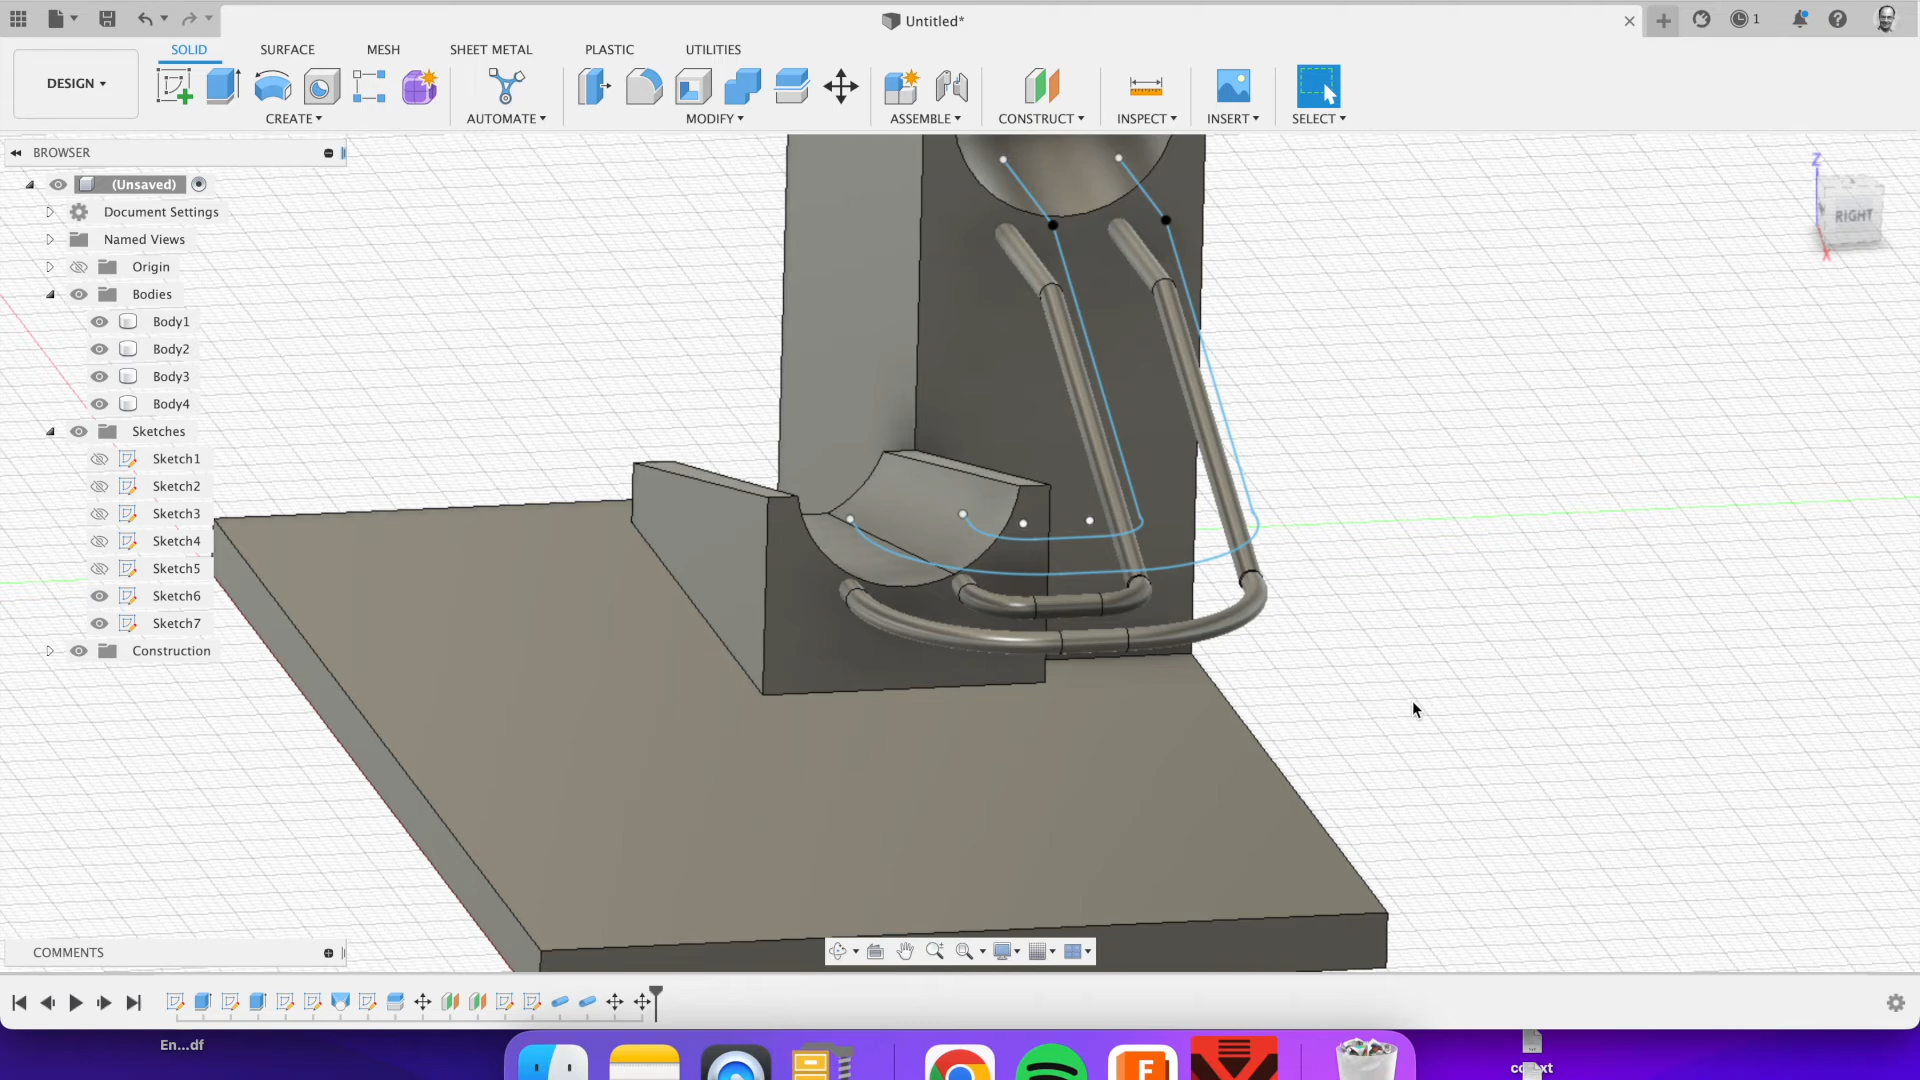 Untitled*
1
DESIGN
SOLID
SURFACE
MESH
SHEET METAL
PLASTIC
UTILITIES
CREATE
AUTOMATE
MODIFY
ASSEMBLE
CONSTRUCT
INSPECT
INSERT
SELECT
BROWSER
(Unsaved)
Document Settings
Named Views
Origin
Bodies
Body1
Body2
Body3
Body4
Sketches
Sketch1
Sketch2
Sketch3
Sketch4
Sketch5
Sketch6
Sketch7
Construction
Z
RIGHT
X
COMMENTS
En...df
F